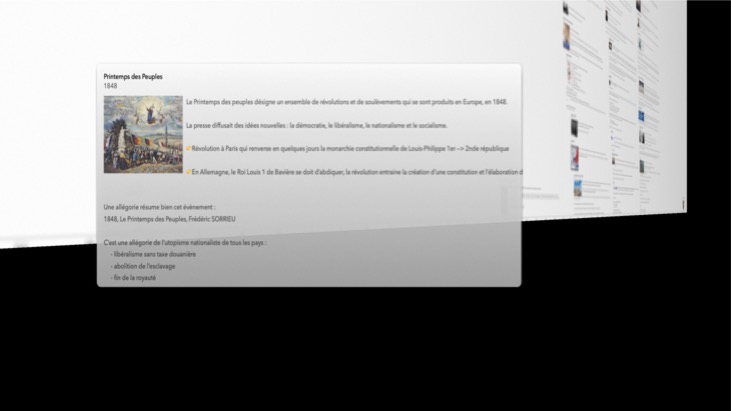 Printemps des Peuples
1848
Le Printemps des peuples désigne un ensemble de révolutions et de soulèvements qui se sont produits en Europe, en 1848.
La presse diffusait des idées nouvelles : la démocratie, le libéralisme, le nationalisme et le socialisme.
Révolution à Paris qui renverse en quelques jours la monarchie constitutionnelle de Louis-Philippe 1er –> 2nde république
En Allemagne, le Roi Louis 1 de Bavière se doit d'abdiquer, la révolution entraine la création d'une constitution et l'élaboration d
Une allégorie résume bien cet évènement :
1848, Le Printemps des Peuples, Frédéric SORRIEU
C'est une allégorie de l'utopisme nationaliste de tous les pays :
- libéralisme sans taxe douanière
- abolition de l'esclavage
- fin de la royauté